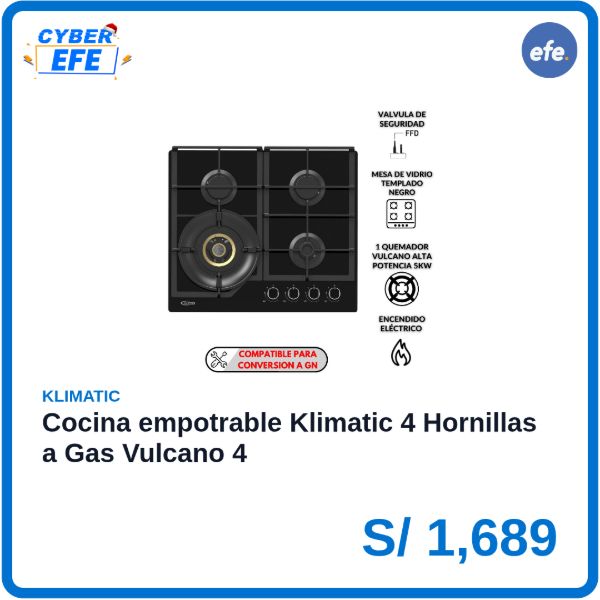 CYBER
EFE
efe.
VALVULA DE
SEGURIDAD
FFD
MESA DE VIDRIO
TEMPLADO
NEGRO
1 QUEMADOR
VULCANO ALTA
POTENCIA 5KW
ENCENDIDO
ELÉCTRICO
COMPATIBLE PARA
CONVERSION A GN
KLIMATIC
Cocina empotrable Klimatic 4 Hornillas
a Gas Vulcano 4
S/ 1,689